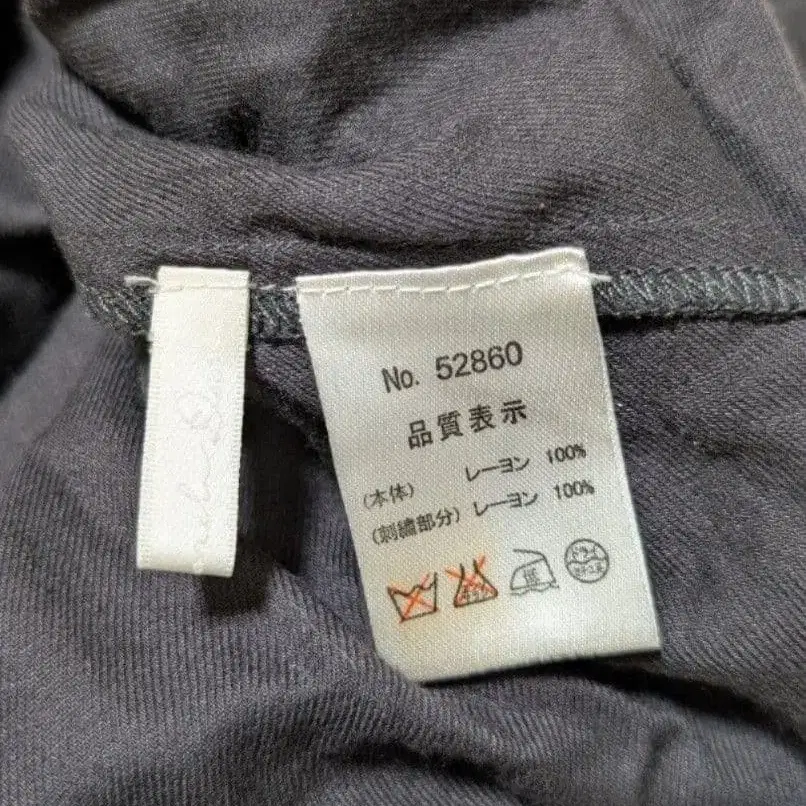 No. 52860
品質表示
(本体) レーヨン 100%
(刺繍部分) レーヨン 100%